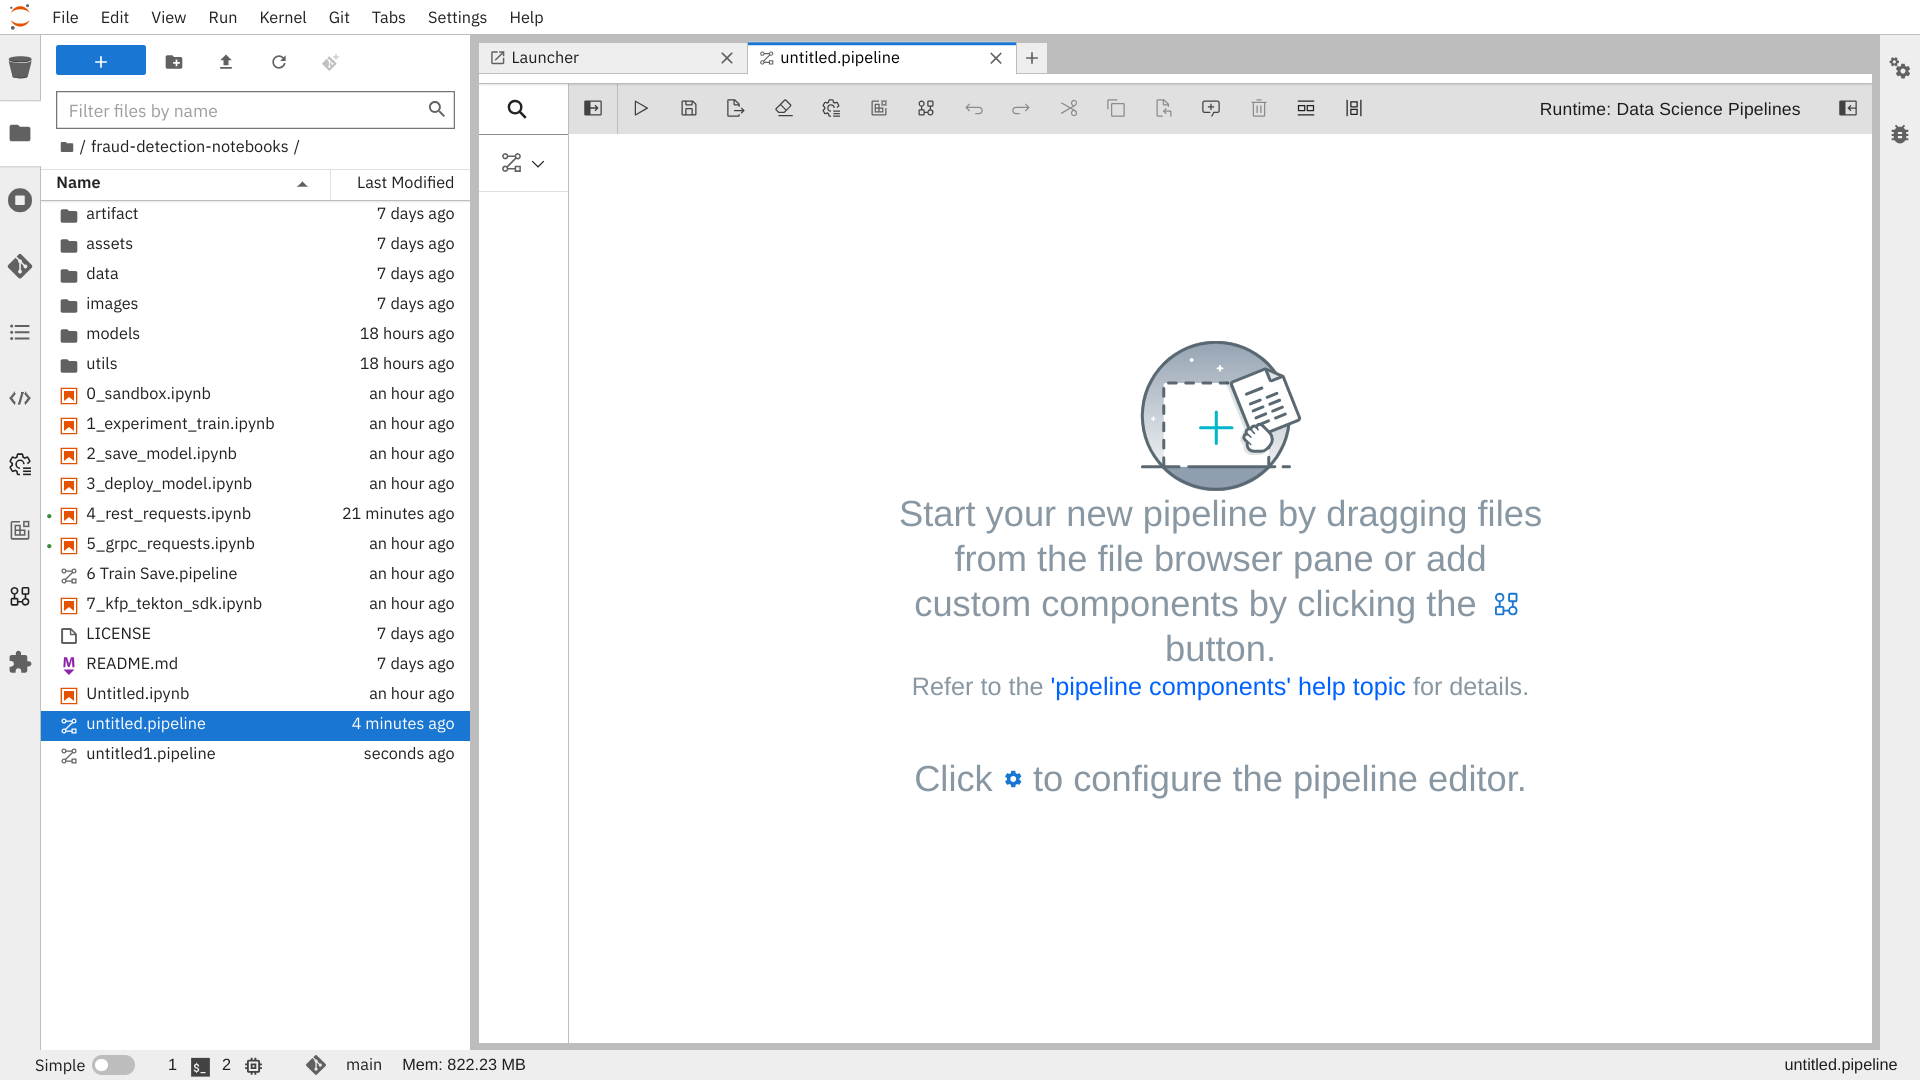 File Edit View Run Kernel Git Tabs Settings Help
Filter files by name
/ fraud-detection-notebooks /
Name Last Modified
artifact 7 days ago
assets 7 days ago
data 7 days ago
images 7 days ago
models 18 hours ago
utils 18 hours ago
0_sandbox.ipynb an hour ago
1_experiment_train.ipynb an hour ago
2_save_model.ipynb an hour ago
3_deploy_model.ipynb an hour ago
4_rest_requests.ipynb 21 minutes ago
5_grpc_requests.ipynb an hour ago
6 Train Save.pipeline an hour ago
7_kfp_tekton_sdk.ipynb an hour ago
LICENSE 7 days ago
README.md 7 days ago
Untitled.ipynb an hour ago
untitled.pipeline 4 minutes ago
untitled1.pipeline seconds ago
Launcher untitled.pipeline
Runtime: Data Science Pipelines
Start your new pipeline by dragging files
from the file browser pane or add
custom components by clicking the
button.
Refer to the 'pipeline components' help topic for details.
Click to configure the pipeline editor.
Simple 1 $_ 2 main Mem: 822.23 MB untitled.pipeline